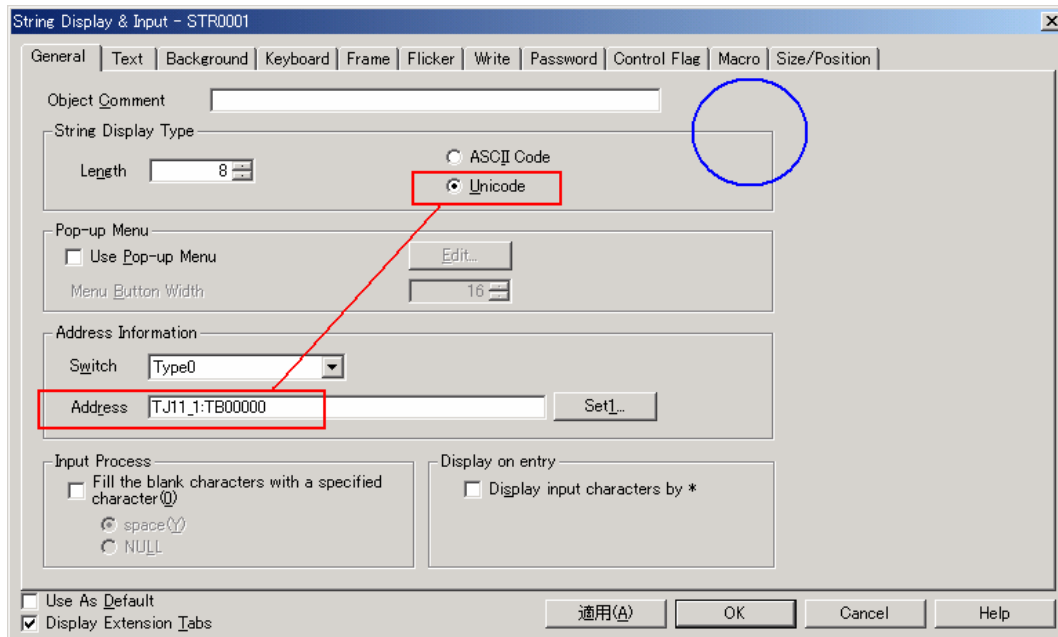 String Display & Input - STR0001
General Text Background Keyboard Frame Flicker Write Password Control Flag Macro Size/Position
Object Comment
String Display Type
Length 8
ASCII Code
Unicode
Pop-up Menu
Use Pop-up Menu Edit...
Menu Button Width 16
Address Information
Switch Type0
Address TJ11_1:TB00000 Set1...
Input Process
Fill the blank characters with a specified
character(O)
space(Y)
NULL
Display on entry
Display input characters by *
Use As Default
Display Extension Tabs
適用(A) OK Cancel Help